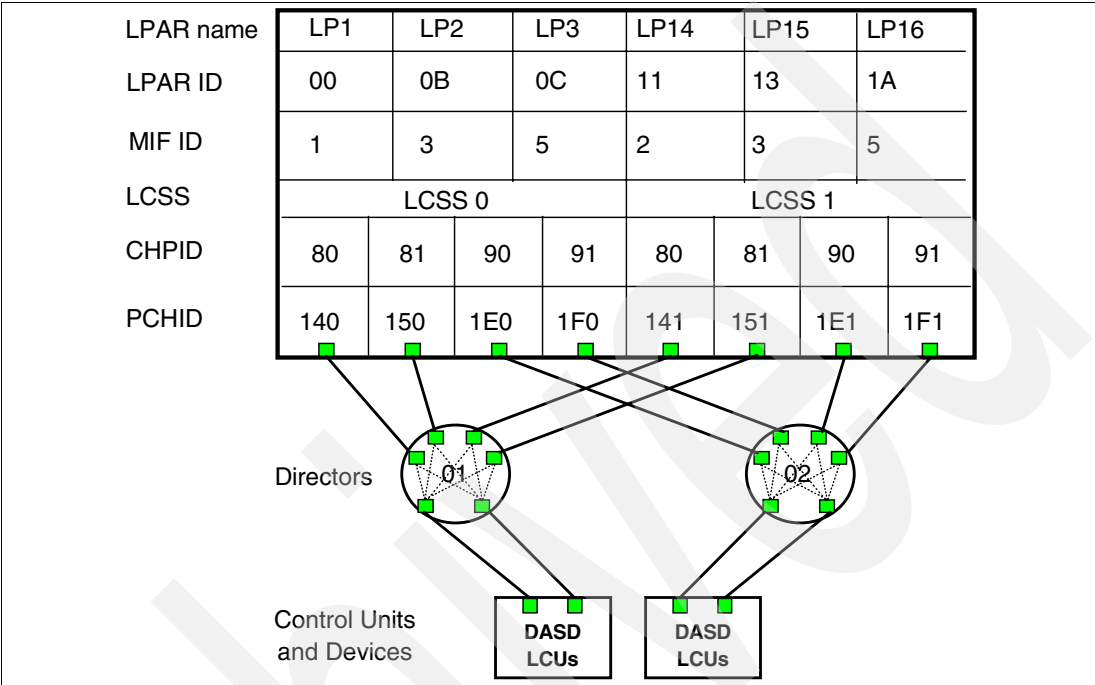 LPAR name LP1 LP2 LP3 LP14 LP15 LP16
LPAR ID 00 0B 0C 11 13 1A
MIF ID 1 3 5 2 3 5
LCSS LCSS 0 LCSS 1
CHPID 80 81 90 91 80 81 90 91
PCHID 140 150 1E0 1F0 141 151 1E1 1F1
Directors 01 02
Control Units
and Devices
DASD
LCUs
DASD
LCUs